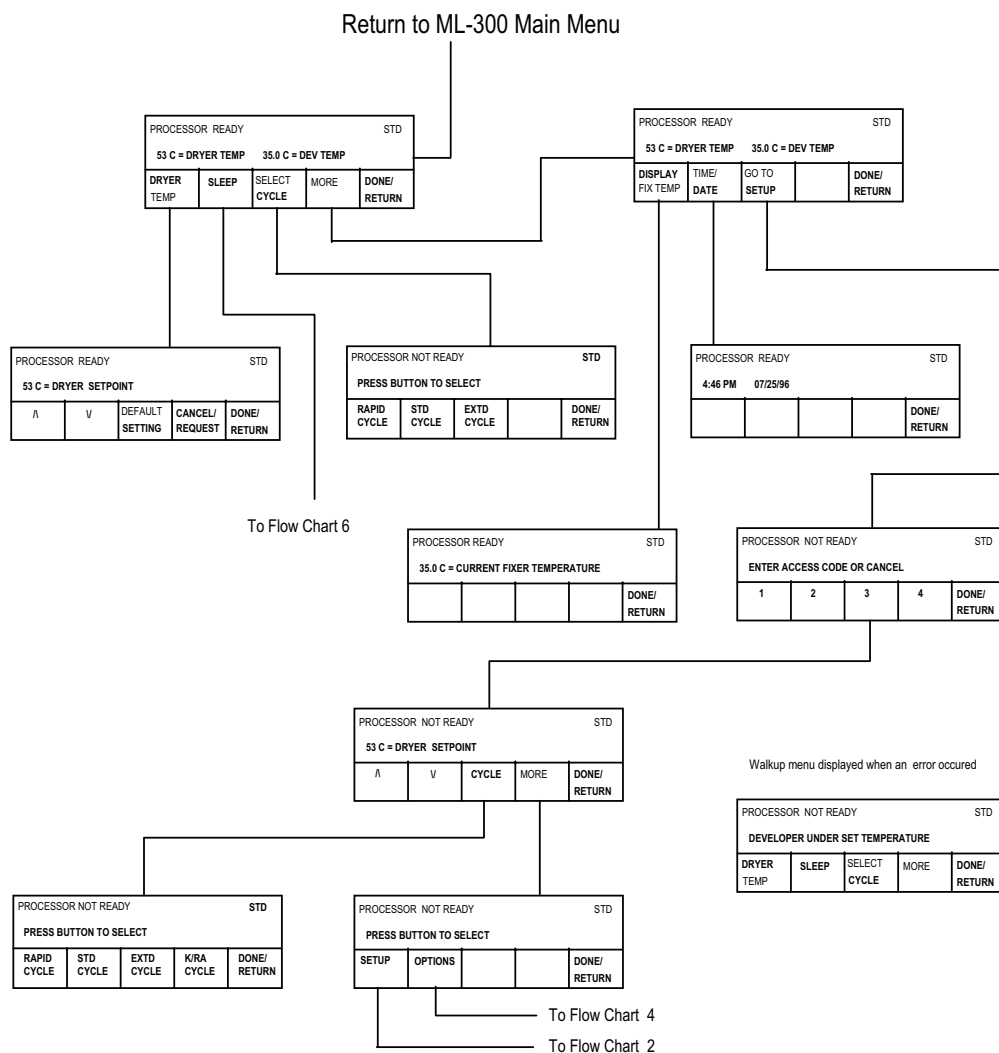 Return to ML-300 Main Menu
PROCESSOR READY STD
53 C = DRYER TEMP 35.0 C = DEV TEMP
DRYER TEMP
SLEEP
SELECT CYCLE
MORE
DONE/ RETURN
PROCESSOR READY STD
53 C = DRYER TEMP 35.0 C = DEV TEMP
DISPLAY FIX TEMP
TIME/ DATE
GO TO SETUP
DONE/ RETURN
PROCESSOR READY STD
53 C = DRYER SETPOINT
/\
\/
DEFAULT SETTING
CANCEL/ REQUEST
DONE/ RETURN
PROCESSOR NOT READY STD
PRESS BUTTON TO SELECT
RAPID CYCLE
STD CYCLE
EXTD CYCLE
DONE/ RETURN
PROCESSOR READY STD
4:46 PM 07/25/96
DONE/ RETURN
To Flow Chart 6
PROCESSOR READY STD
35.0 C = CURRENT FIXER TEMPERATURE
DONE/ RETURN
PROCESSOR NOT READY STD
ENTER ACCESS CODE OR CANCEL
1 2 3 4
DONE/ RETURN
PROCESSOR NOT READY STD
53 C = DRYER SETPOINT
/\
\/
CYCLE
MORE
DONE/ RETURN
Walkup menu displayed when an error occured
PROCESSOR NOT READY STD
DEVELOPER UNDER SET TEMPERATURE
DRYER TEMP
SLEEP
SELECT CYCLE
MORE
DONE/ RETURN
PROCESSOR NOT READY STD
PRESS BUTTON TO SELECT
RAPID CYCLE
STD CYCLE
EXTD CYCLE
K/RA CYCLE
DONE/ RETURN
PROCESSOR NOT READY STD
PRESS BUTTON TO SELECT
SETUP
OPTIONS
DONE/ RETURN
To Flow Chart 4
To Flow Chart 2